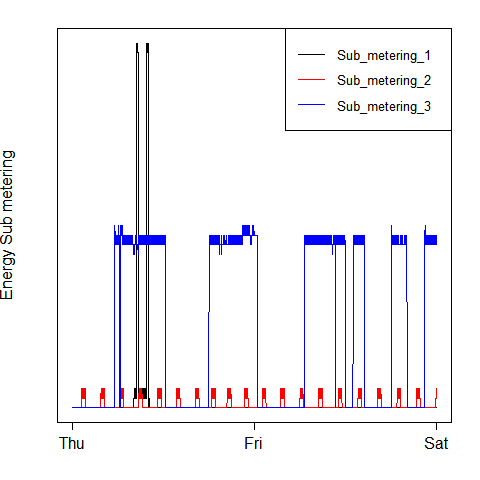 Sub_metering_1
Sub_metering_2
Sub_metering_3
Energy Sub metering
Thu Fri Sat